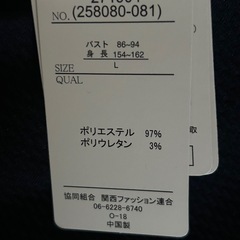 NO. (258080-081)
バスト 86-94
身長 154-162
SIZE L
QUAL
ポリエステル 97%
ポリウレタン 3%
協同組合 関西ファッション連合
06-6228-6740
O-18
中国製
取